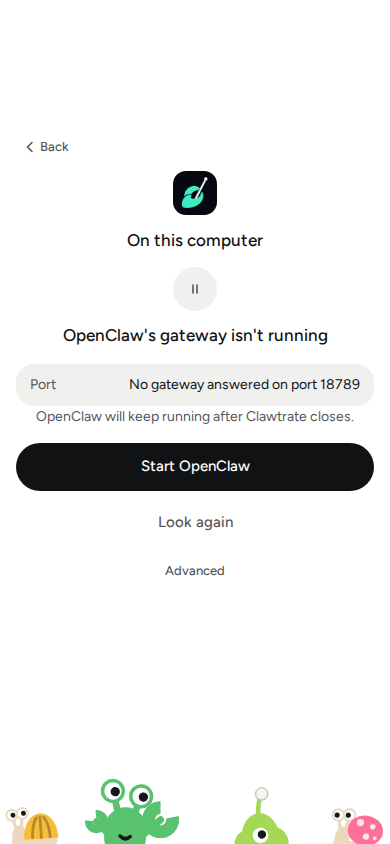 Back
On this computer
OpenClaw's gateway isn't running
Port No gateway answered on port 18789
OpenClaw will keep running after Clawtrate closes.
Start OpenClaw
Look again
Advanced